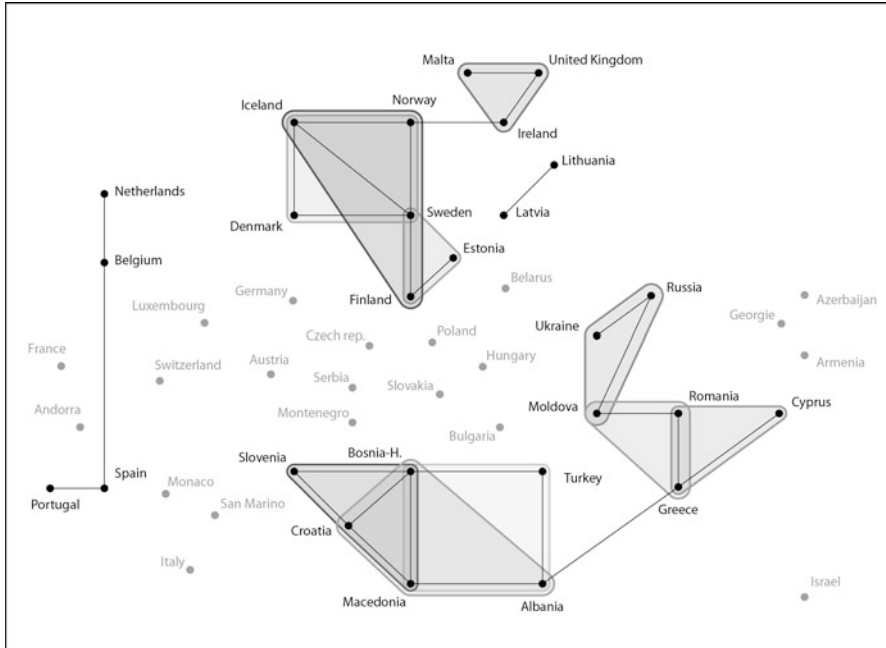 Malta
United Kingdom
Iceland
Norway
Ireland
Lithuania
Netherlands
Denmark
Sweden
Latvia
Estonia
Belgium
Belarus
Germany
Finland
Russia
Azerbaijan
Luxembourg
Georgie
Ukraine
Czech rep.
Poland
France
Switzerland
Austria
Hungary
Armenia
Serbia
Slovakia
Andorra
Montenegro
Moldova
Romania
Cyprus
Bulgaria
Slovenia
Bosnia-H.
Turkey
Spain
Monaco
Portugal
San Marino
Greece
Croatia
Italy
Israel
Macedonia
Albania